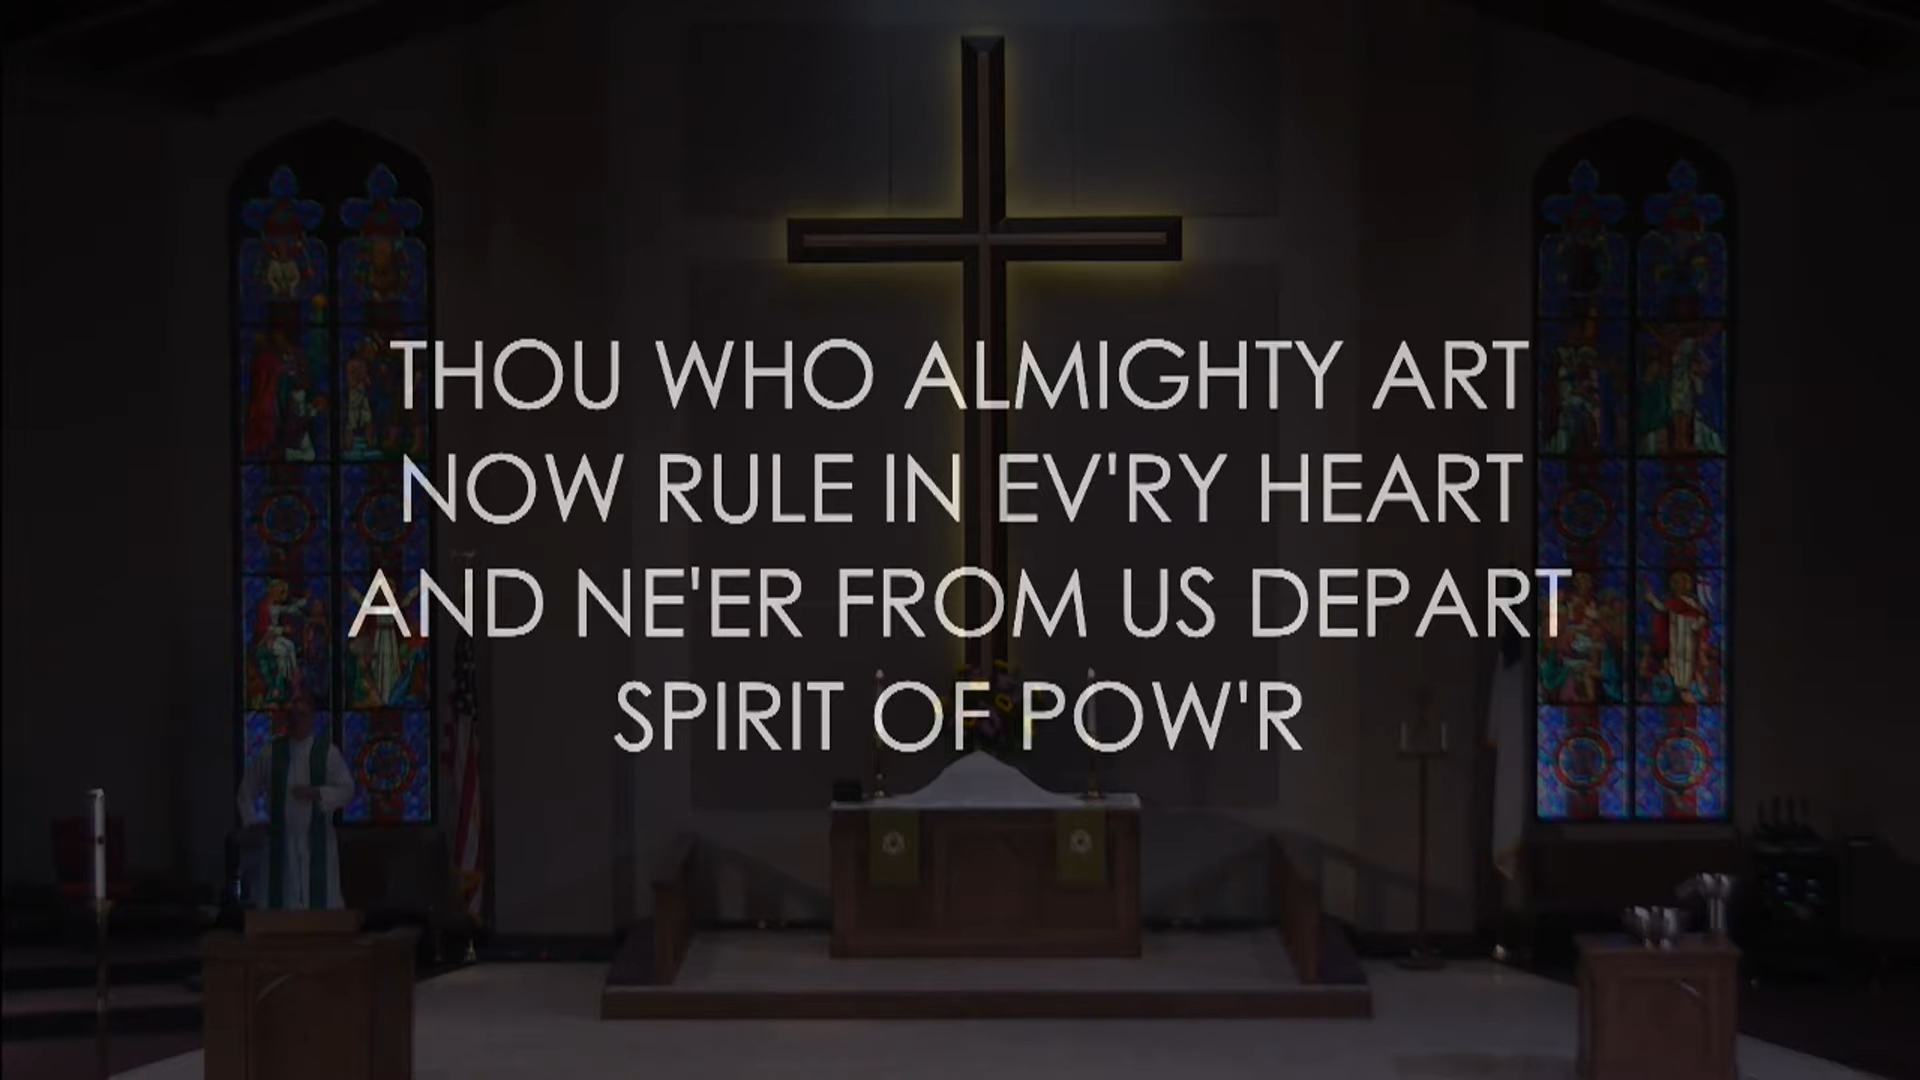 THOU WHO ALMIGHTY ART
NOW RULE IN EV'RY HEART
AND NE'ER FROM US DEPART
SPIRIT OF POW'R